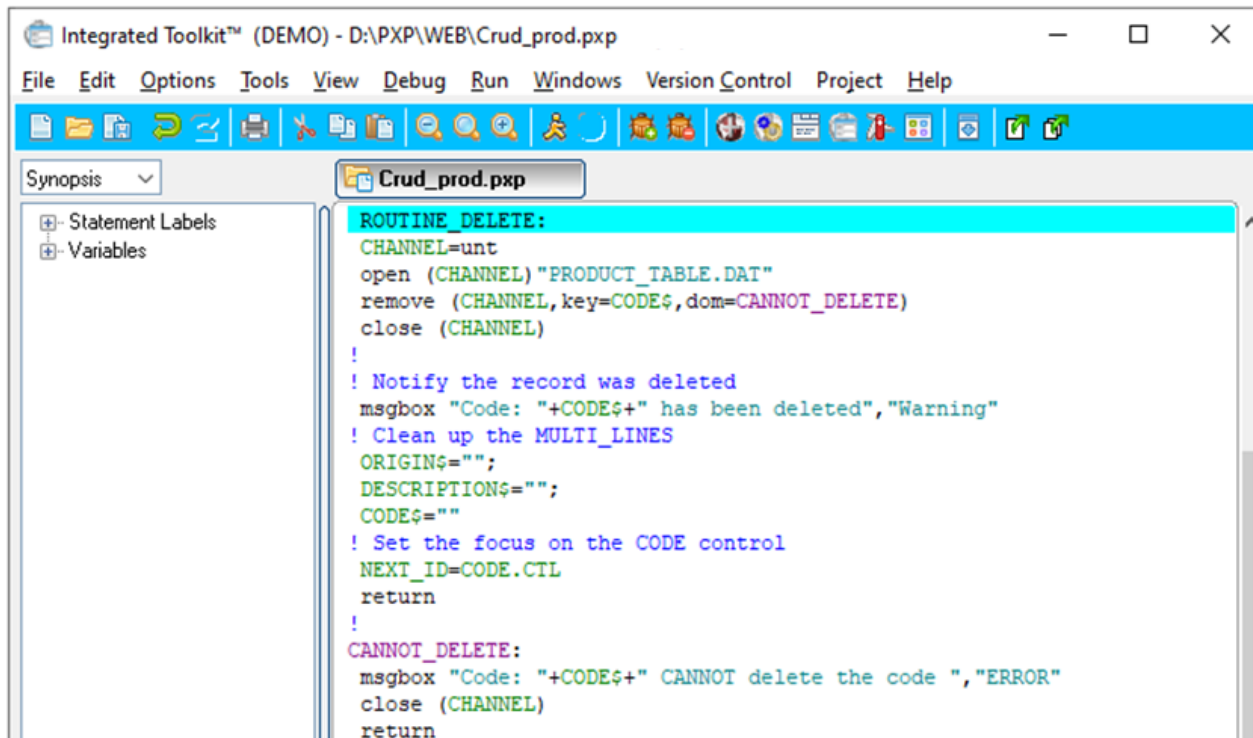 Integrated Toolkit™ (DEMO) - D:\PXP\WEB\Crud_prod.pxp
File Edit Options Tools View Debug Run Windows Version Control Project Help
Synopsis
Crud_prod.pxp
Statement Labels
Variables
ROUTINE_DELETE:
CHANNEL=unt
open (CHANNEL)"PRODUCT_TABLE.DAT"
remove (CHANNEL,key=CODE$,dom=CANNOT_DELETE)
close (CHANNEL)
!
! Notify the record was deleted
msgbox "Code: "+CODE$+" has been deleted","Warning"
! Clean up the MULTI_LINES
ORIGIN$="";
DESCRIPTION$="";
CODE$=""
! Set the focus on the CODE control
NEXT_ID=CODE.CTL
return
!
CANNOT_DELETE:
msgbox "Code: "+CODE$+" CANNOT delete the code ","ERROR"
close (CHANNEL)
return